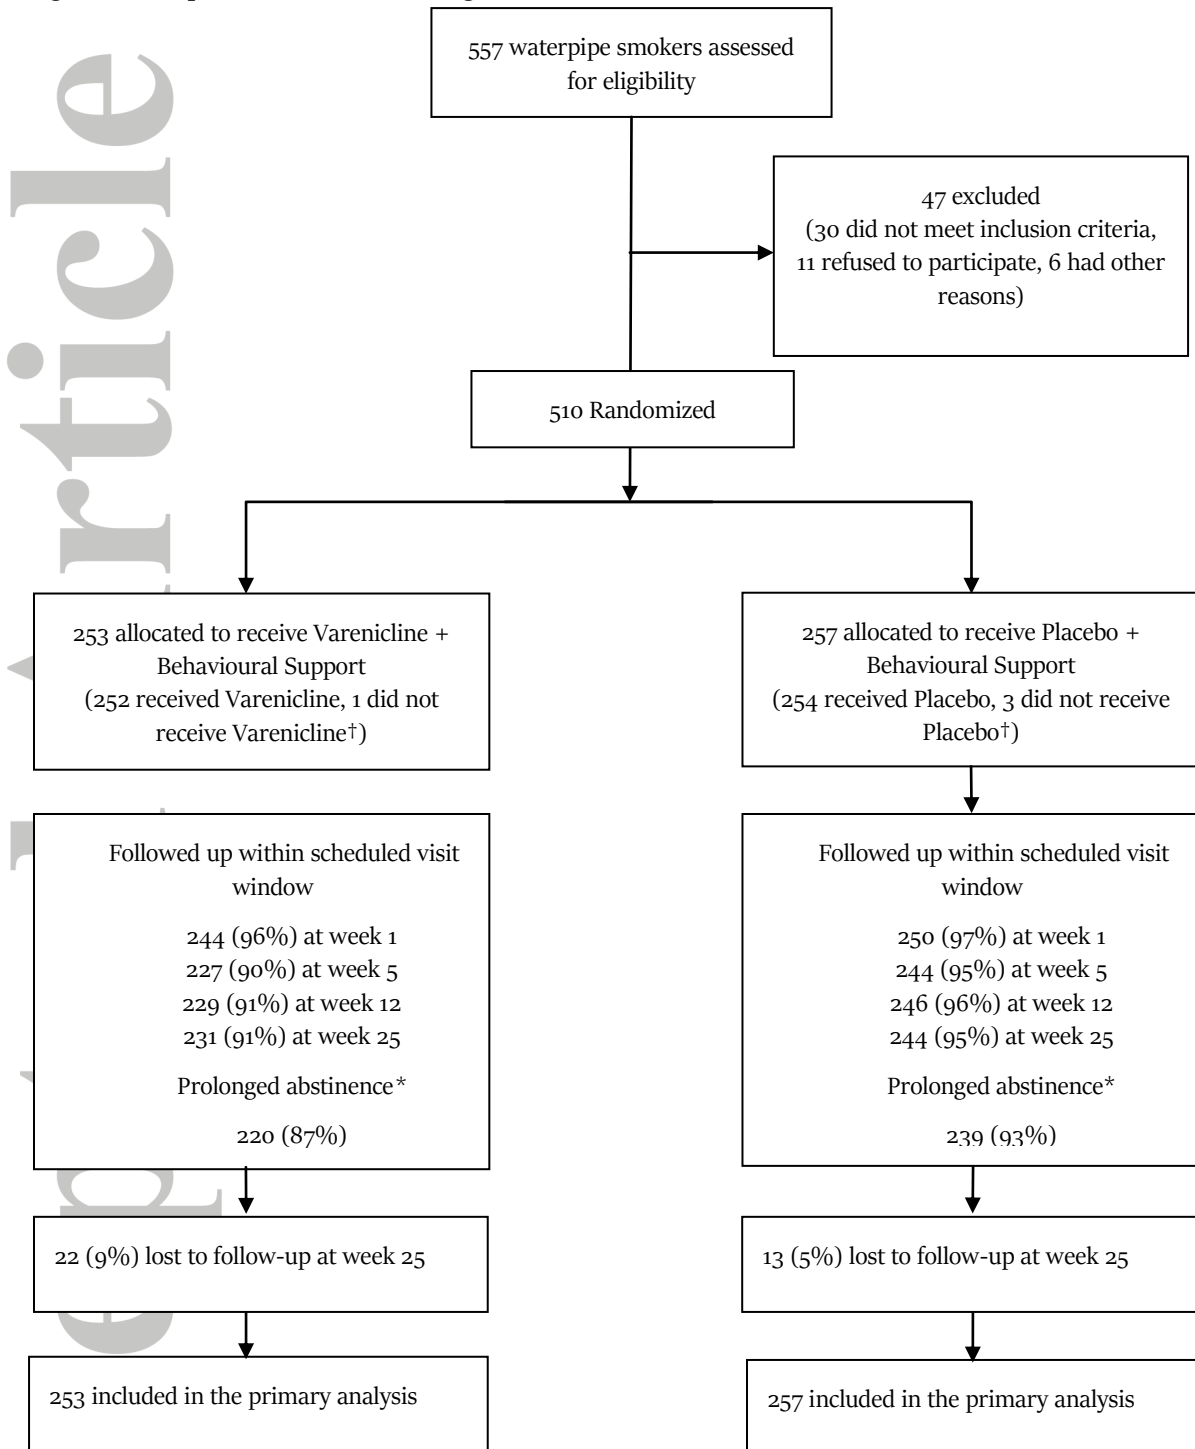 557 waterpipe smokers assessed
for eligibility
47 excluded
(30 did not meet inclusion criteria,
11 refused to participate, 6 had other
reasons)
510 Randomized
253 allocated to receive Varenicline +
Behavioural Support
(252 received Varenicline, 1 did not
receive Varenicline†)
257 allocated to receive Placebo +
Behavioural Support
(254 received Placebo, 3 did not receive
Placebo†)
Followed up within scheduled visit
window
244 (96%) at week 1
227 (90%) at week 5
229 (91%) at week 12
231 (91%) at week 25
Prolonged abstinence*
220 (87%)
Followed up within scheduled visit
window
250 (97%) at week 1
244 (95%) at week 5
246 (96%) at week 12
244 (95%) at week 25
Prolonged abstinence*
239 (93%)
22 (9%) lost to follow-up at week 25
13 (5%) lost to follow-up at week 25
253 included in the primary analysis
257 included in the primary analysis
rticle